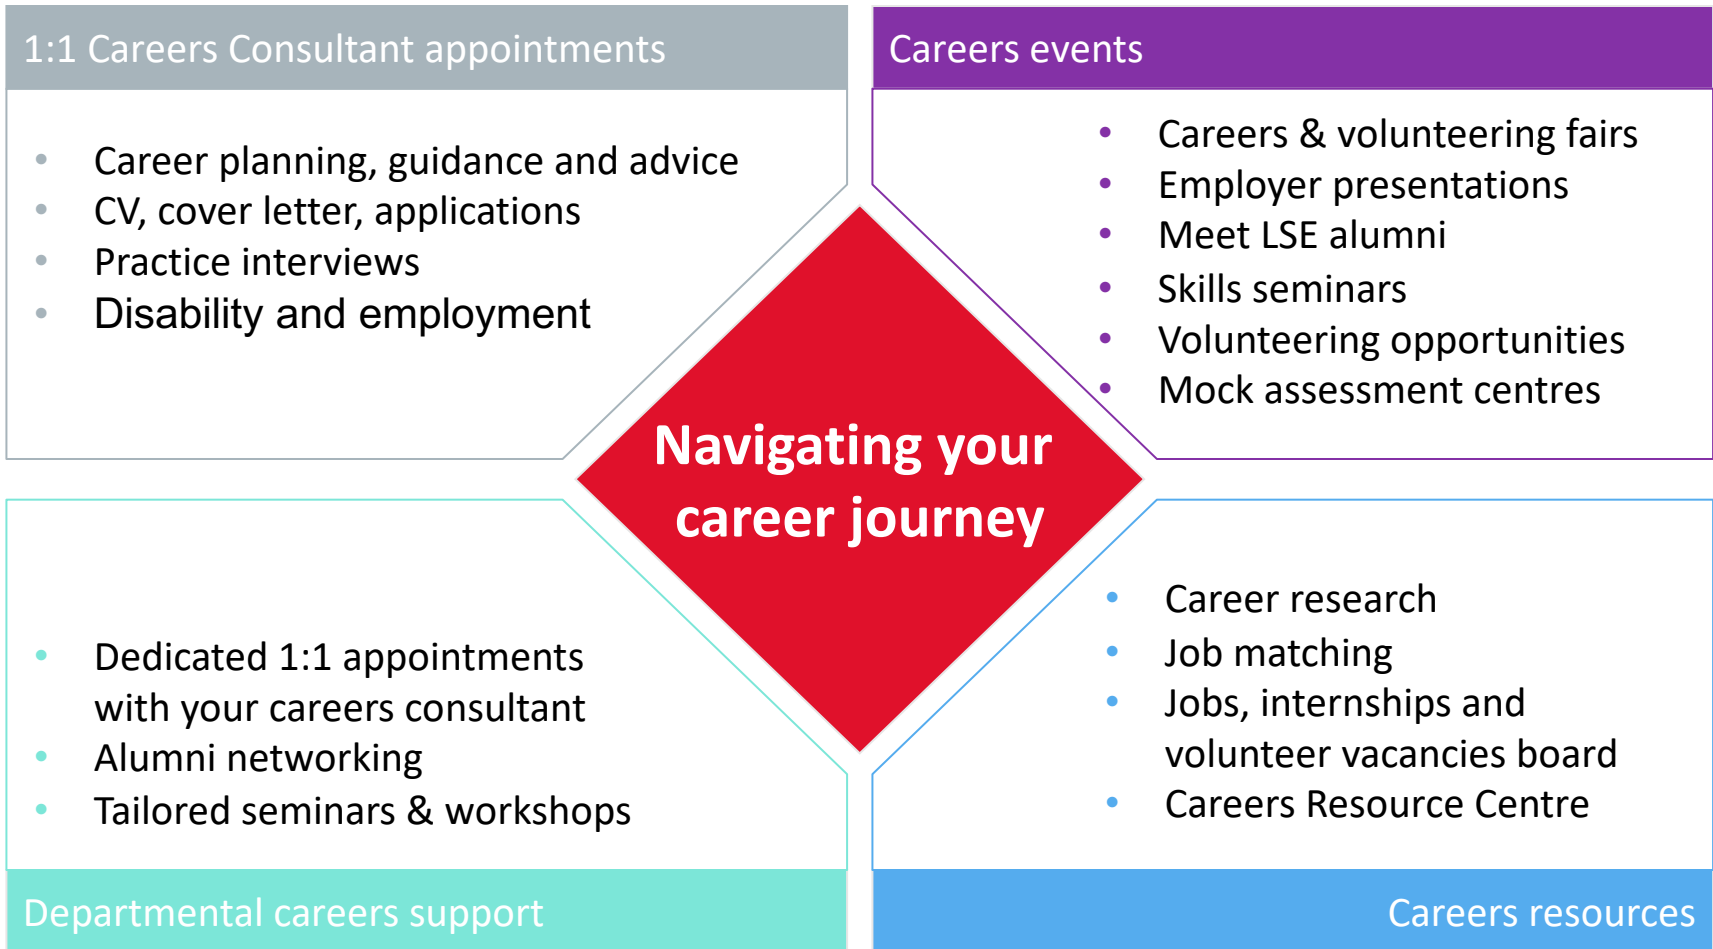 1:1 Careers Consultant appointments
• Career planning, guidance and advice
• CV, cover letter, applications
• Practice interviews
• Disability and employment
Careers events
• Careers & volunteering fairs
• Employer presentations
• Meet LSE alumni
• Skills seminars
• Volunteering opportunities
• Mock assessment centres
Navigating your
career journey
• Dedicated 1:1 appointments
with your careers consultant
• Alumni networking
• Tailored seminars & workshops
Departmental careers support
• Career research
• Job matching
• Jobs, internships and
volunteer vacancies board
• Careers Resource Centre
Careers resources